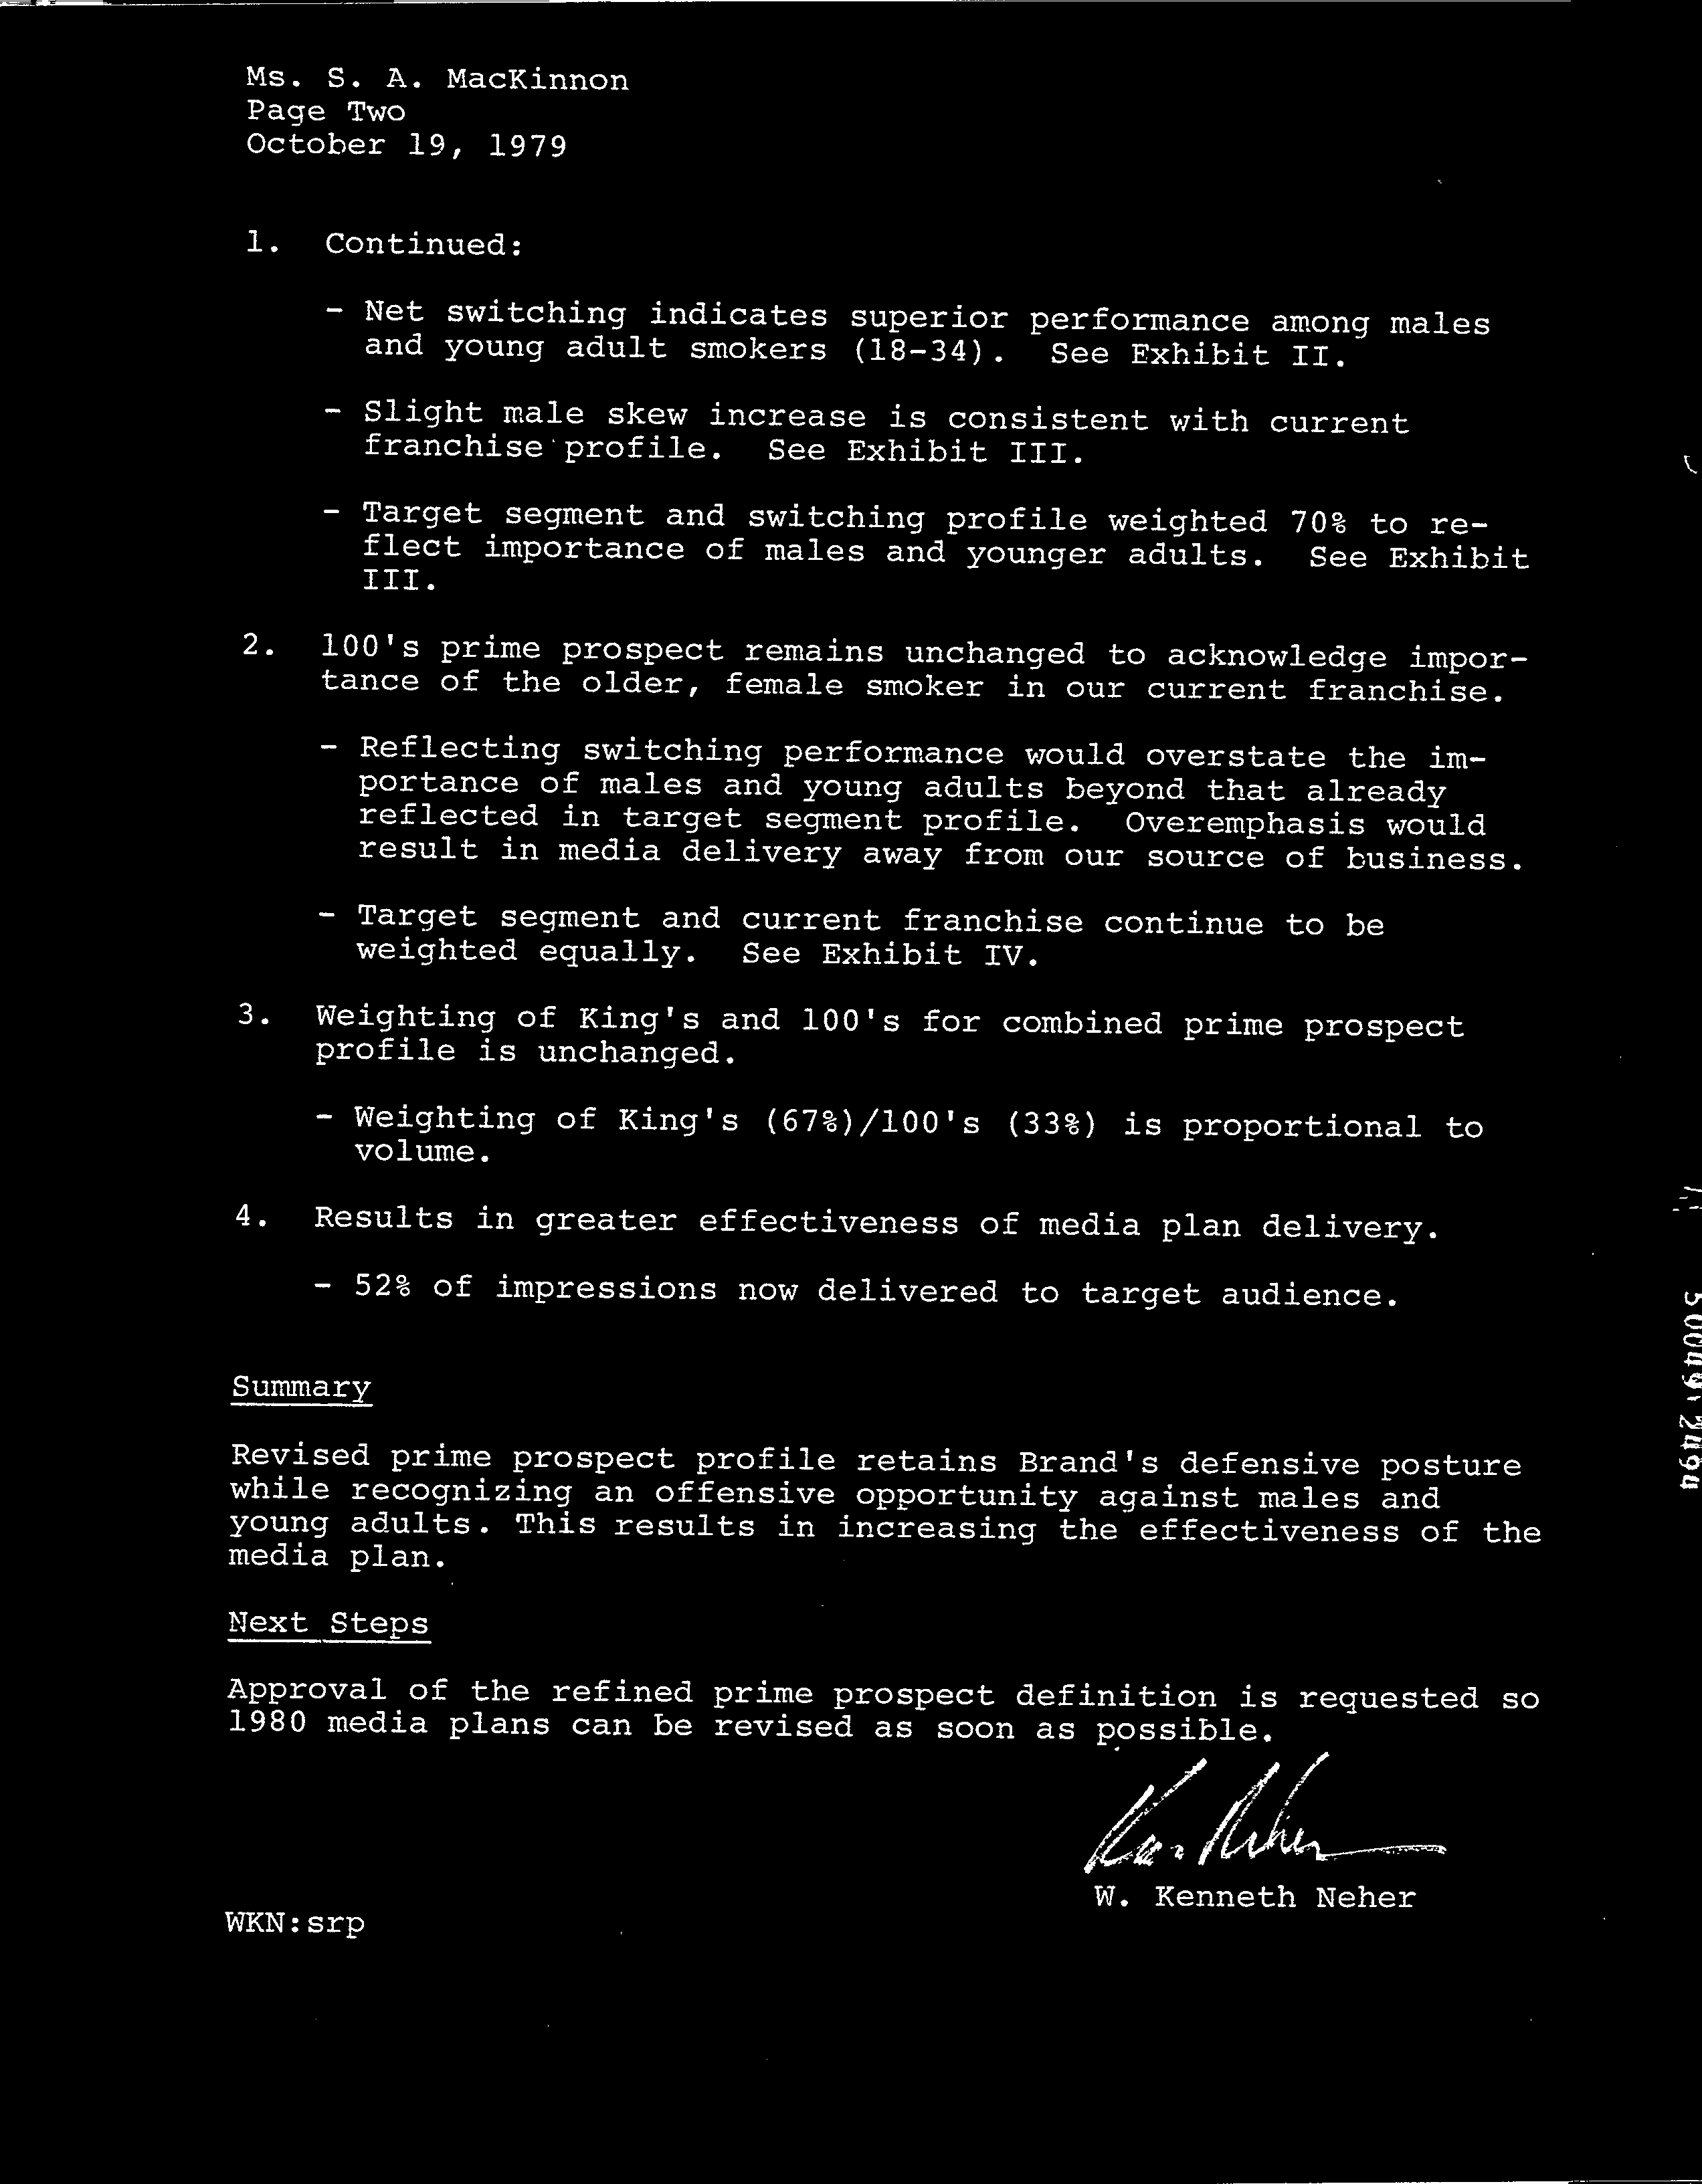 Ms. S. A. MacKinnon
Page Two
October 19, 1979
1. Continued:
- Net switching indicates superior performance among males
and young adult smokers (18-34). See Exhibit II.
- Slight male skew increase is consistent with current
franchise profile. See Exhibit III.
- Target segment and switching profile weighted 70% to re-
flect importance of males and younger adults. See Exhibit
III.
2. 100's prime prospect remains unchanged to acknowledge impor-
tance of the older, female smoker in our current franchise.
- Reflecting switching performance would overstate the im-
portance of males and young adults beyond that already
reflected in target segment profile. Overemphasis would
result in media delivery away from our source of business.
- Target segment and current franchise continue to be
weighted equally. See Exhibit IV.
3. Weighting of King's and 100's for combined prime prospect
profile is unchanged.
- Weighting of King's (67%)/100's (33%) is proportional to
volume.
4. Results in greater effectiveness of media plan delivery.
- 52% of impressions now delivered to target audience.
Summary
Revised prime prospect profile retains Brand's defensive posture
while recognizing an offensive opportunity against males and
young adults. This results in increasing the effectiveness of the
media plan.
Next Steps
Approval of the refined prime prospect definition is requested so
1980 media plans can be revised as soon as possible.
Ken Neher
W. Kenneth Neher
WKN:srp